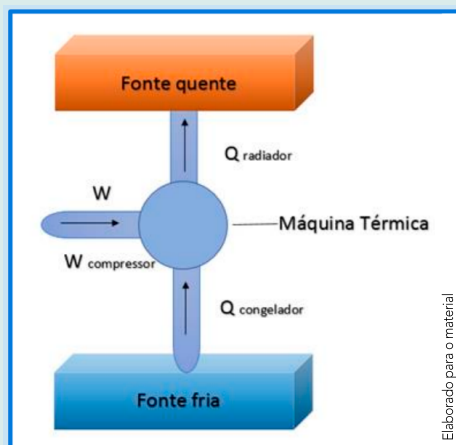 Fonte quente
Q radiador
W
Máquina Térmica
W compressor
Q congelador
Fonte fria
Elaborado para o material